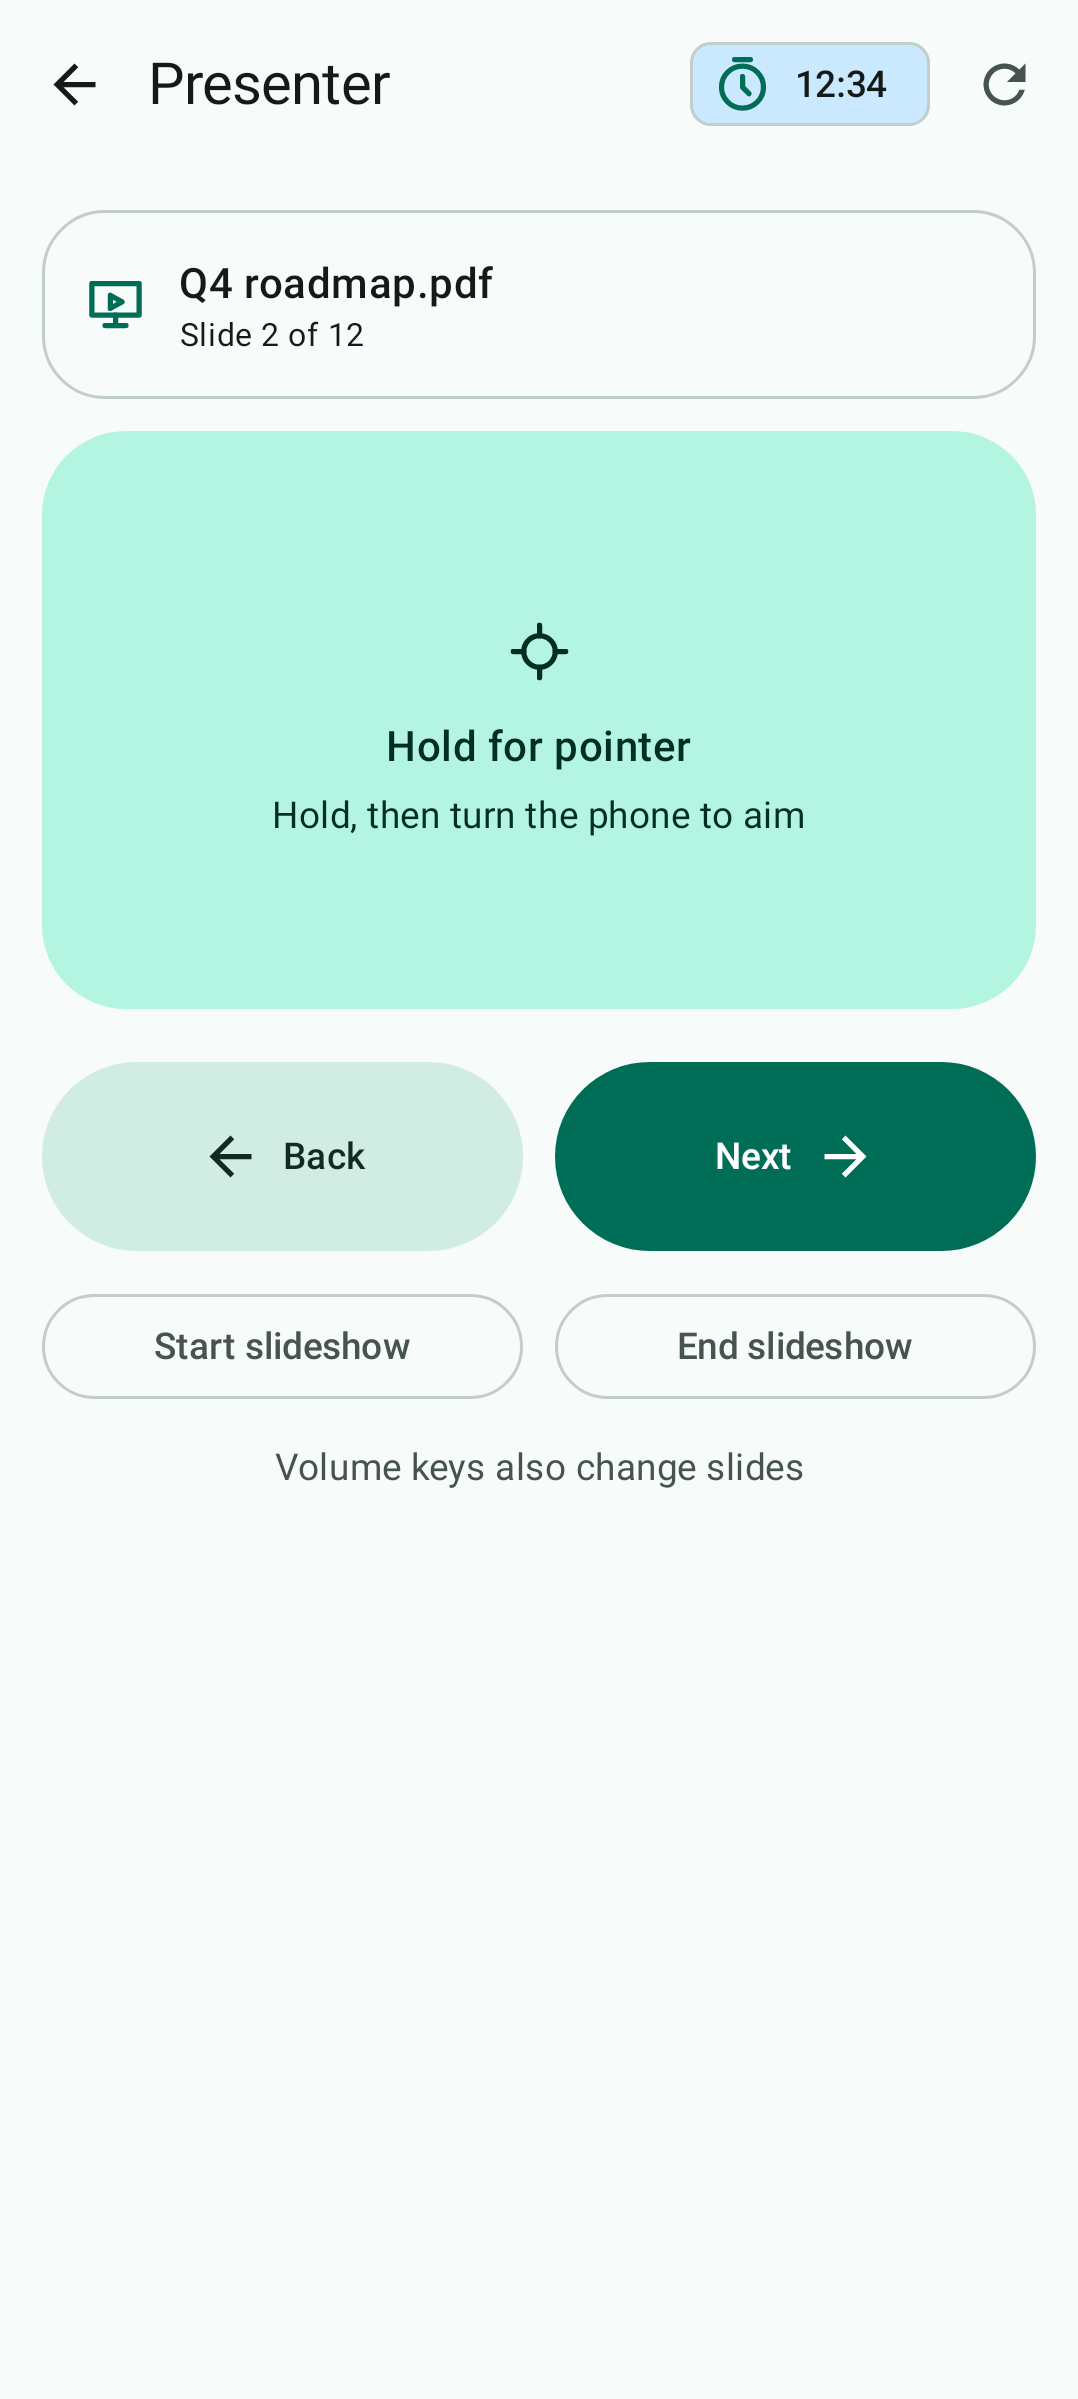 Presenter
12:34
Q4 roadmap.pdf
Slide 2 of 12
Hold for pointer
Hold, then turn the phone to aim
Back
Next
Start slideshow
End slideshow
Volume keys also change slides